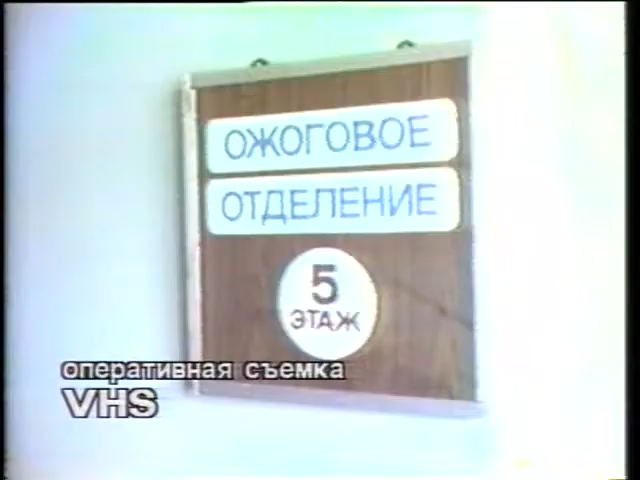 ОЖОГОВОЕ
ОТДЕЛЕНИЕ
5
ЭТАЖ
оперативная съемка
VHS